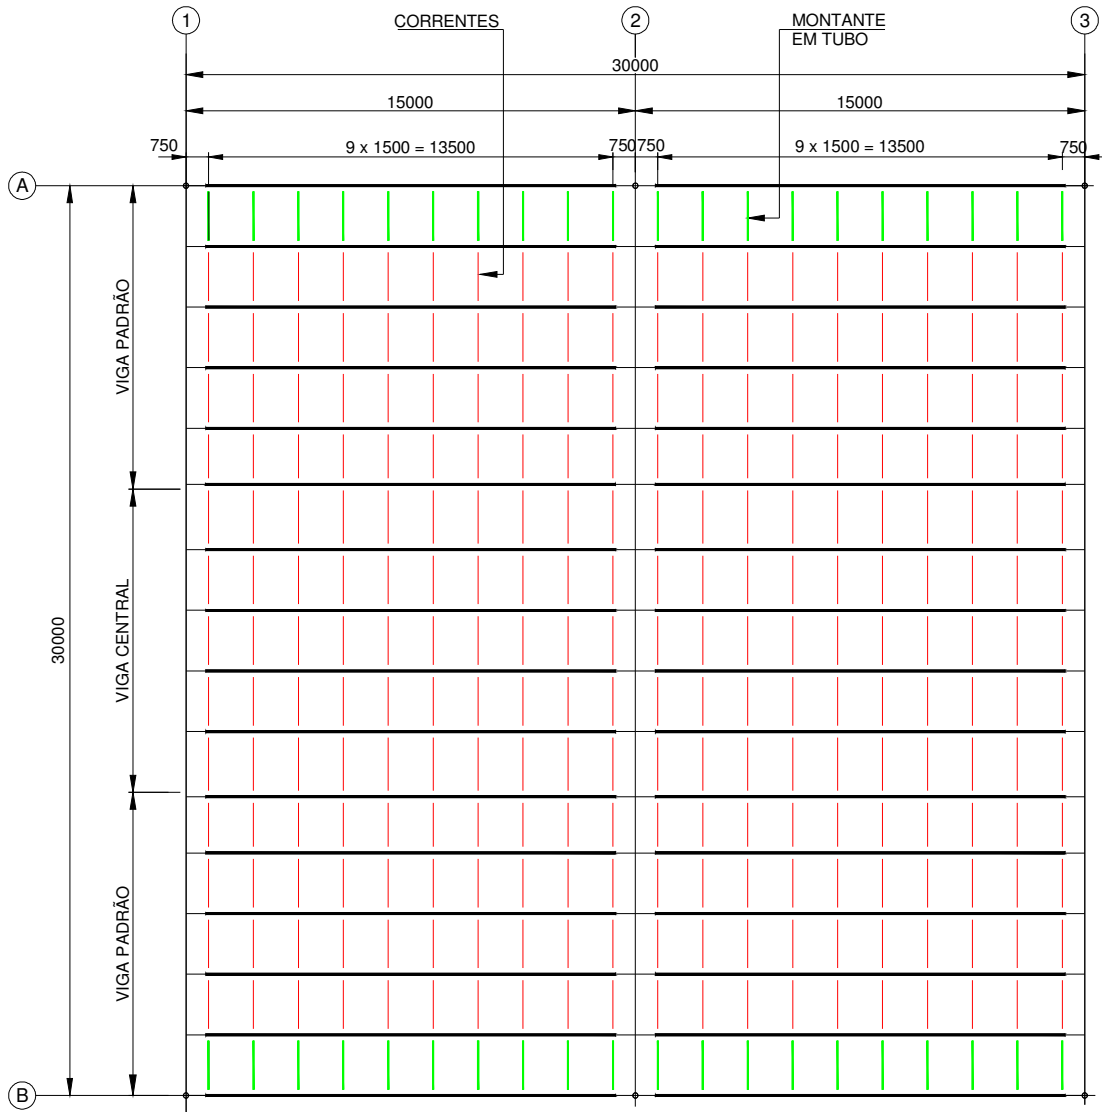 1
CORRENTES
2
MONTANTE
EM TUBO
3
30000
15000
15000
750
9 x 1500 = 13500
750
750
9 x 1500 = 13500
750
A
VIGA PADRÃO
30000
VIGA CENTRAL
VIGA PADRÃO
B